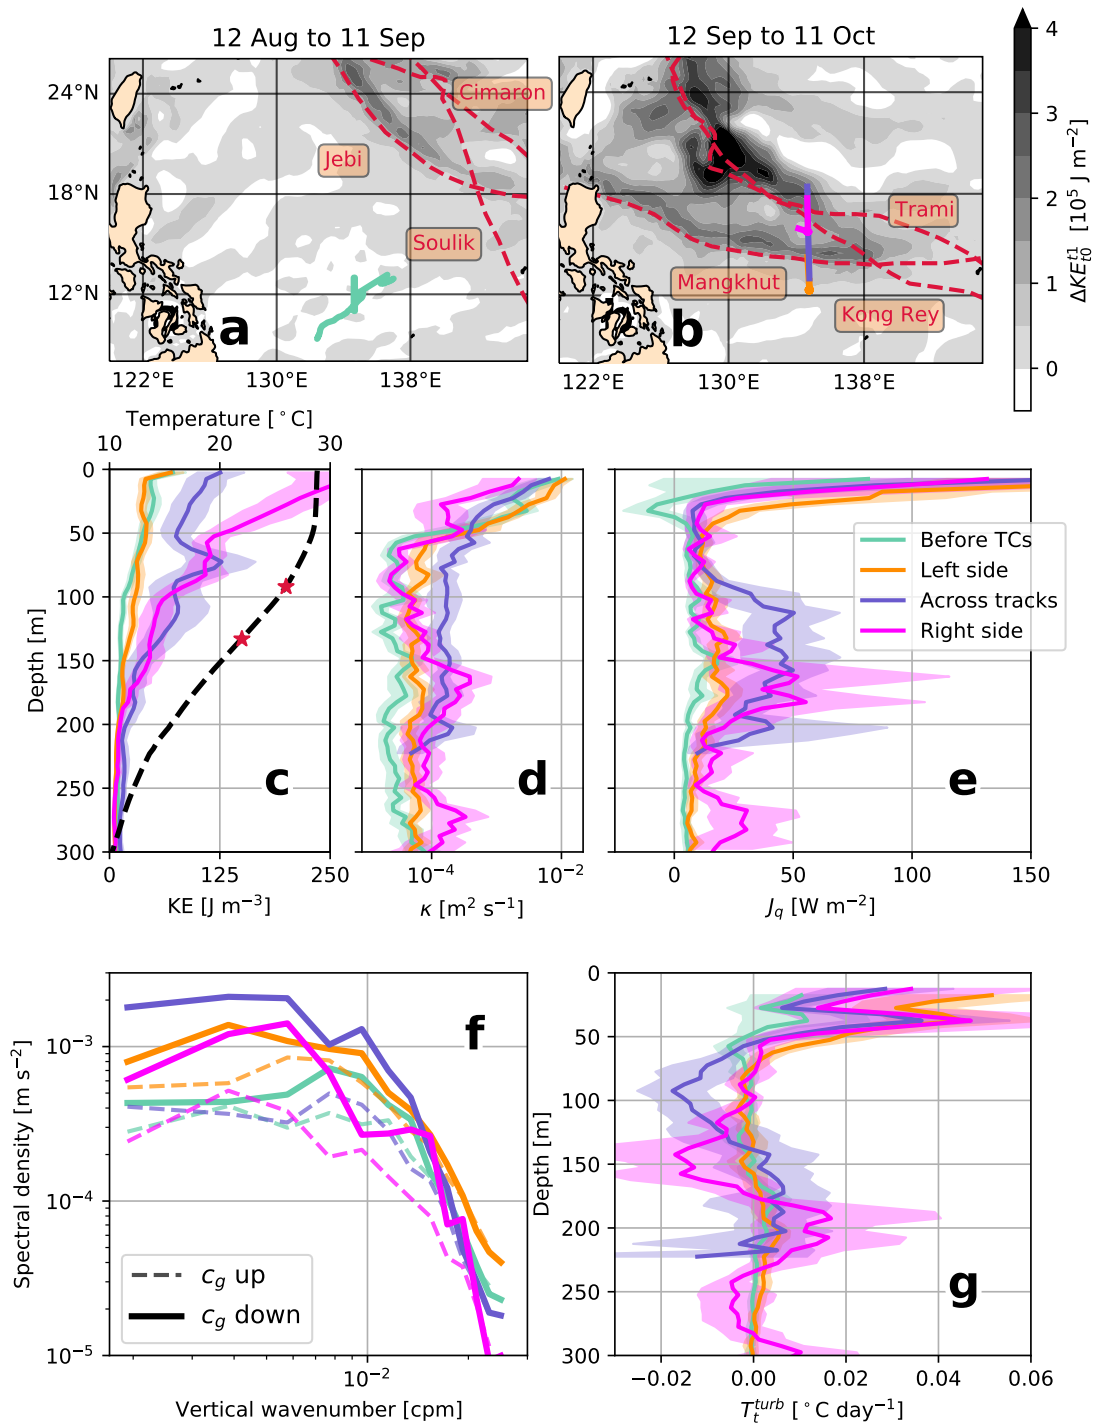 12 Aug to 11 Sep
12 Sep to 11 Oct
24°N
18°N
12°N
Cimaron
Jebi
Soulik
a
122°E
130°E
138°E
Trami
Mangkhut
Kong Rey
b
122°E
130°E
138°E
4
3
2
1
0
ΔKE_{t0}^{t1} [10⁵ J m⁻²]
Temperature [°C]
10
20
30
0
50
100
150
200
250
300
Depth [m]
c
0
125
250
KE [J m⁻³]
d
10⁻⁴
10⁻²
κ [m² s⁻¹]
Before TCs
Left side
Across tracks
Right side
e
0
50
100
150
J_q [W m⁻²]
10⁻³
10⁻⁴
10⁻⁵
Spectral density [m s⁻²]
f
c_g up
c_g down
10⁻²
Vertical wavenumber [cpm]
0
50
100
150
200
250
300
Depth [m]
g
−0.02
0.00
0.02
0.04
0.06
T_t^{turb} [°C day⁻¹]